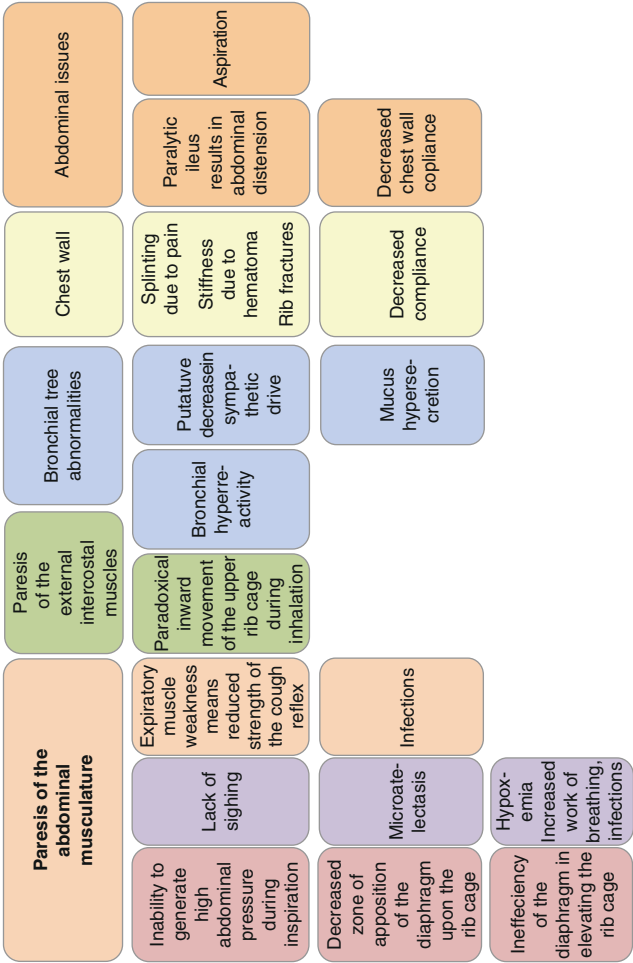 Paresis of the
abdominal
musculature
Paresis
of the
external
intercostal
muscles
Bronchial tree
abnormalities
Chest wall
Abdominal issues
Inability to
generate
high
abdominal
pressure
during
inspiration
Lack of
sighing
Expiratory
muscle
weakness
means
reduced
strength of
the cough
reflex
Paradoxical
inward
movement
of the upper
rib cage
during
inhalation
Bronchial
hyperre-
activity
Putative
decreasein
sympa-
thetic
drive
Splinting
due to pain
Stiffness
due to
hematoma
Rib fractures
Paralytic
ileus
results in
abdominal
distension
Aspiration
Decreased
zone of
apposition
of the
diaphragm
upon the
rib cage
Microate-
lectasis
Infections
Mucus
hyperse-
cretion
Decreased
compliance
Decreased
chest wall
copliance
Ineffeciency
of the
diaphragm in
elevating the
rib cage
Hypox-
emia
Increased
work of
breathing,
infections